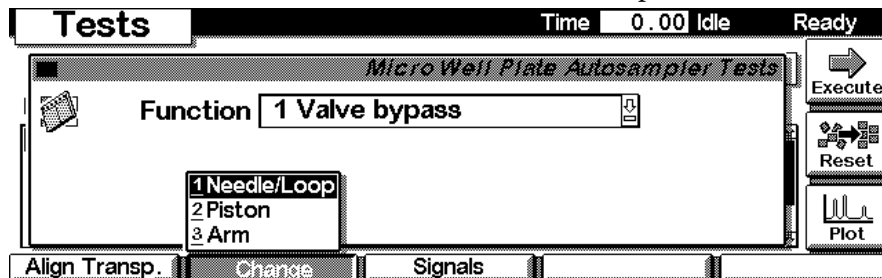 Tests
Time 0.00 Idle Ready
Micro Well Plate Autosampler Tests
Execute
Function 1 Valve bypass
Reset
1 Needle/Loop
2 Piston
3 Arm
Plot
Align Transp. Change Signals